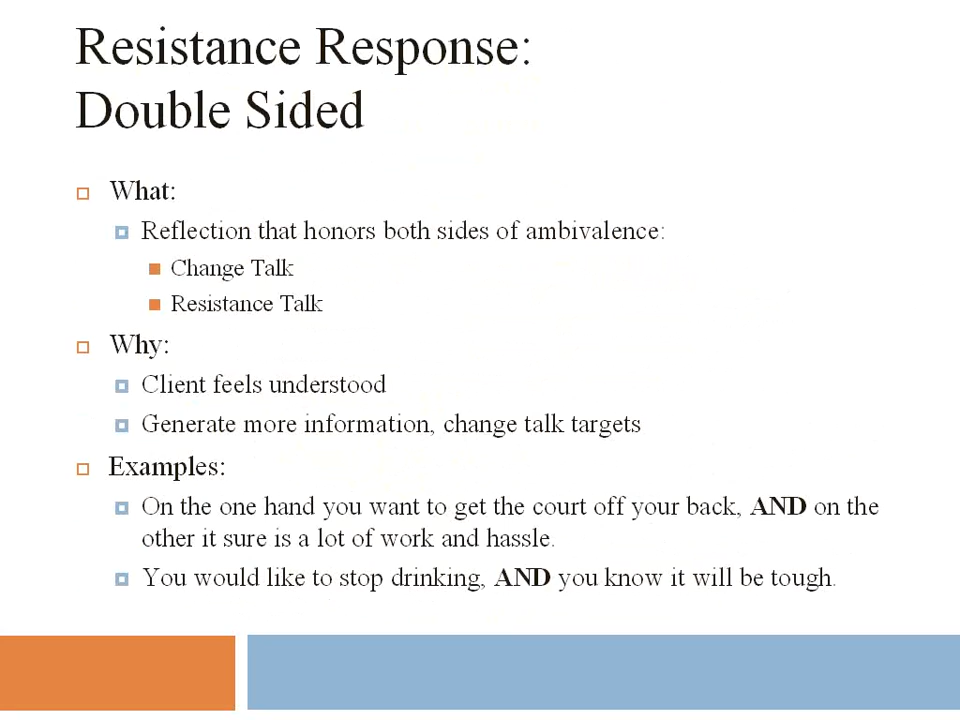 Resistance Response:
Double Sided
What:
Reflection that honors both sides of ambivalence:
Change Talk
Resistance Talk
Why:
Client feels understood
Generate more information, change talk targets
Examples:
On the one hand you want to get the court off your back, AND on the
other it sure is a lot of work and hassle.
You would like to stop drinking, AND you know it will be tough.